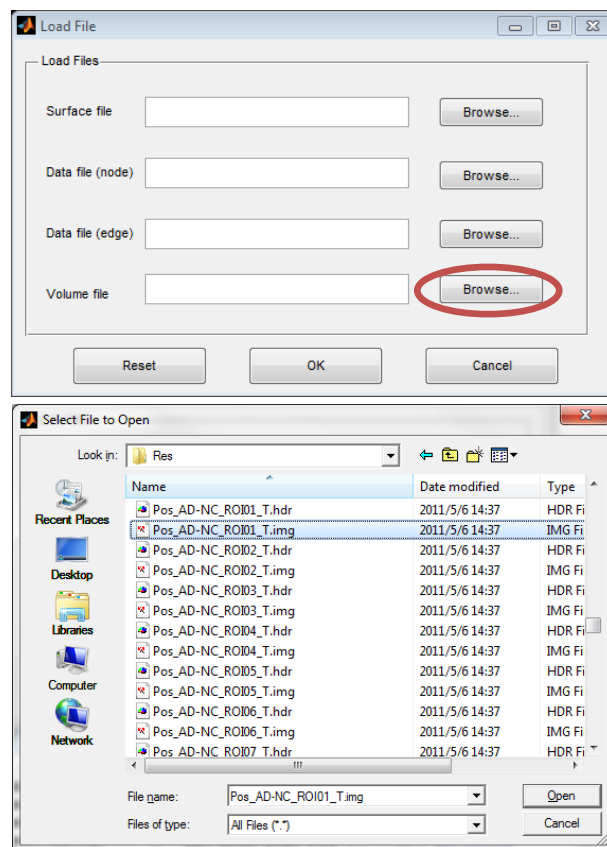 Load File
Load Files
Surface file Browse...
Data file (node) Browse...
Data file (edge) Browse...
Volume file Browse...
Reset OK Cancel
Select File to Open
Look in: Res
Name Date modified Type
Pos_AD-NC_ROI01_T.hdr 2011/5/6 14:37 HDR Fi
Pos_AD-NC_ROI01_T.img 2011/5/6 14:37 IMG Fi
Pos_AD-NC_ROI02_T.hdr 2011/5/6 14:37 HDR Fi
Pos_AD-NC_ROI02_T.img 2011/5/6 14:37 IMG Fi
Pos_AD-NC_ROI03_T.hdr 2011/5/6 14:37 HDR Fi
Pos_AD-NC_ROI03_T.img 2011/5/6 14:37 IMG Fi
Pos_AD-NC_ROI04_T.hdr 2011/5/6 14:37 HDR Fi
Pos_AD-NC_ROI04_T.img 2011/5/6 14:37 IMG Fi
Pos_AD-NC_ROI05_T.hdr 2011/5/6 14:37 HDR Fi
Pos_AD-NC_ROI05_T.img 2011/5/6 14:37 IMG Fi
Pos_AD-NC_ROI06_T.hdr 2011/5/6 14:37 HDR Fi
Pos_AD-NC_ROI06_T.img 2011/5/6 14:37 IMG Fi
Pos_AD-NC_ROI07_T.hdr 2011/5/6 14:37 HDR Fi
Recent Places
Desktop
Libraries
Computer
Network
File name: Pos_AD-NC_ROI01_T.img Open
Files of type: All Files (*.*) Cancel